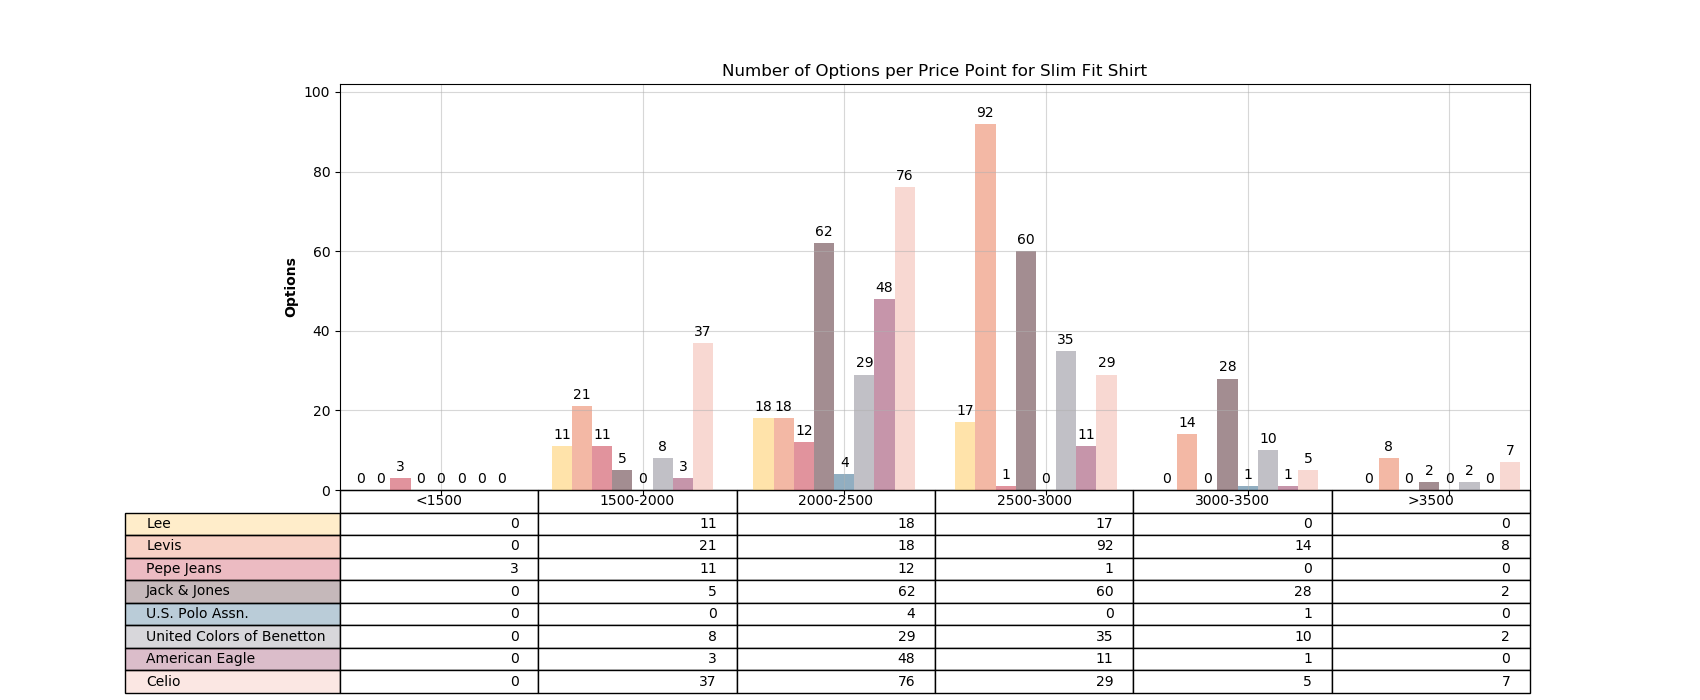 Number of Options per Price Point for Slim Fit Shirt
100
80
60
40
20
0
Options
0 0 3 0 0 0 0 0
11 21 11 5 0 8 3 37
18 18 12 62 4 29 48 76
17 92 1 60 0 35 11 29
0 14 0 28 1 10 1 5
0 8 0 2 0 2 0 7
<1500 1500-2000 2000-2500 2500-3000 3000-3500 >3500
Lee 0 11 18 17 0 0
Levis 0 21 18 92 14 8
Pepe Jeans 3 11 12 1 0 0
Jack & Jones 0 5 62 60 28 2
U.S. Polo Assn. 0 0 4 0 1 0
United Colors of Benetton 0 8 29 35 10 2
American Eagle 0 3 48 11 1 0
Celio 0 37 76 29 5 7